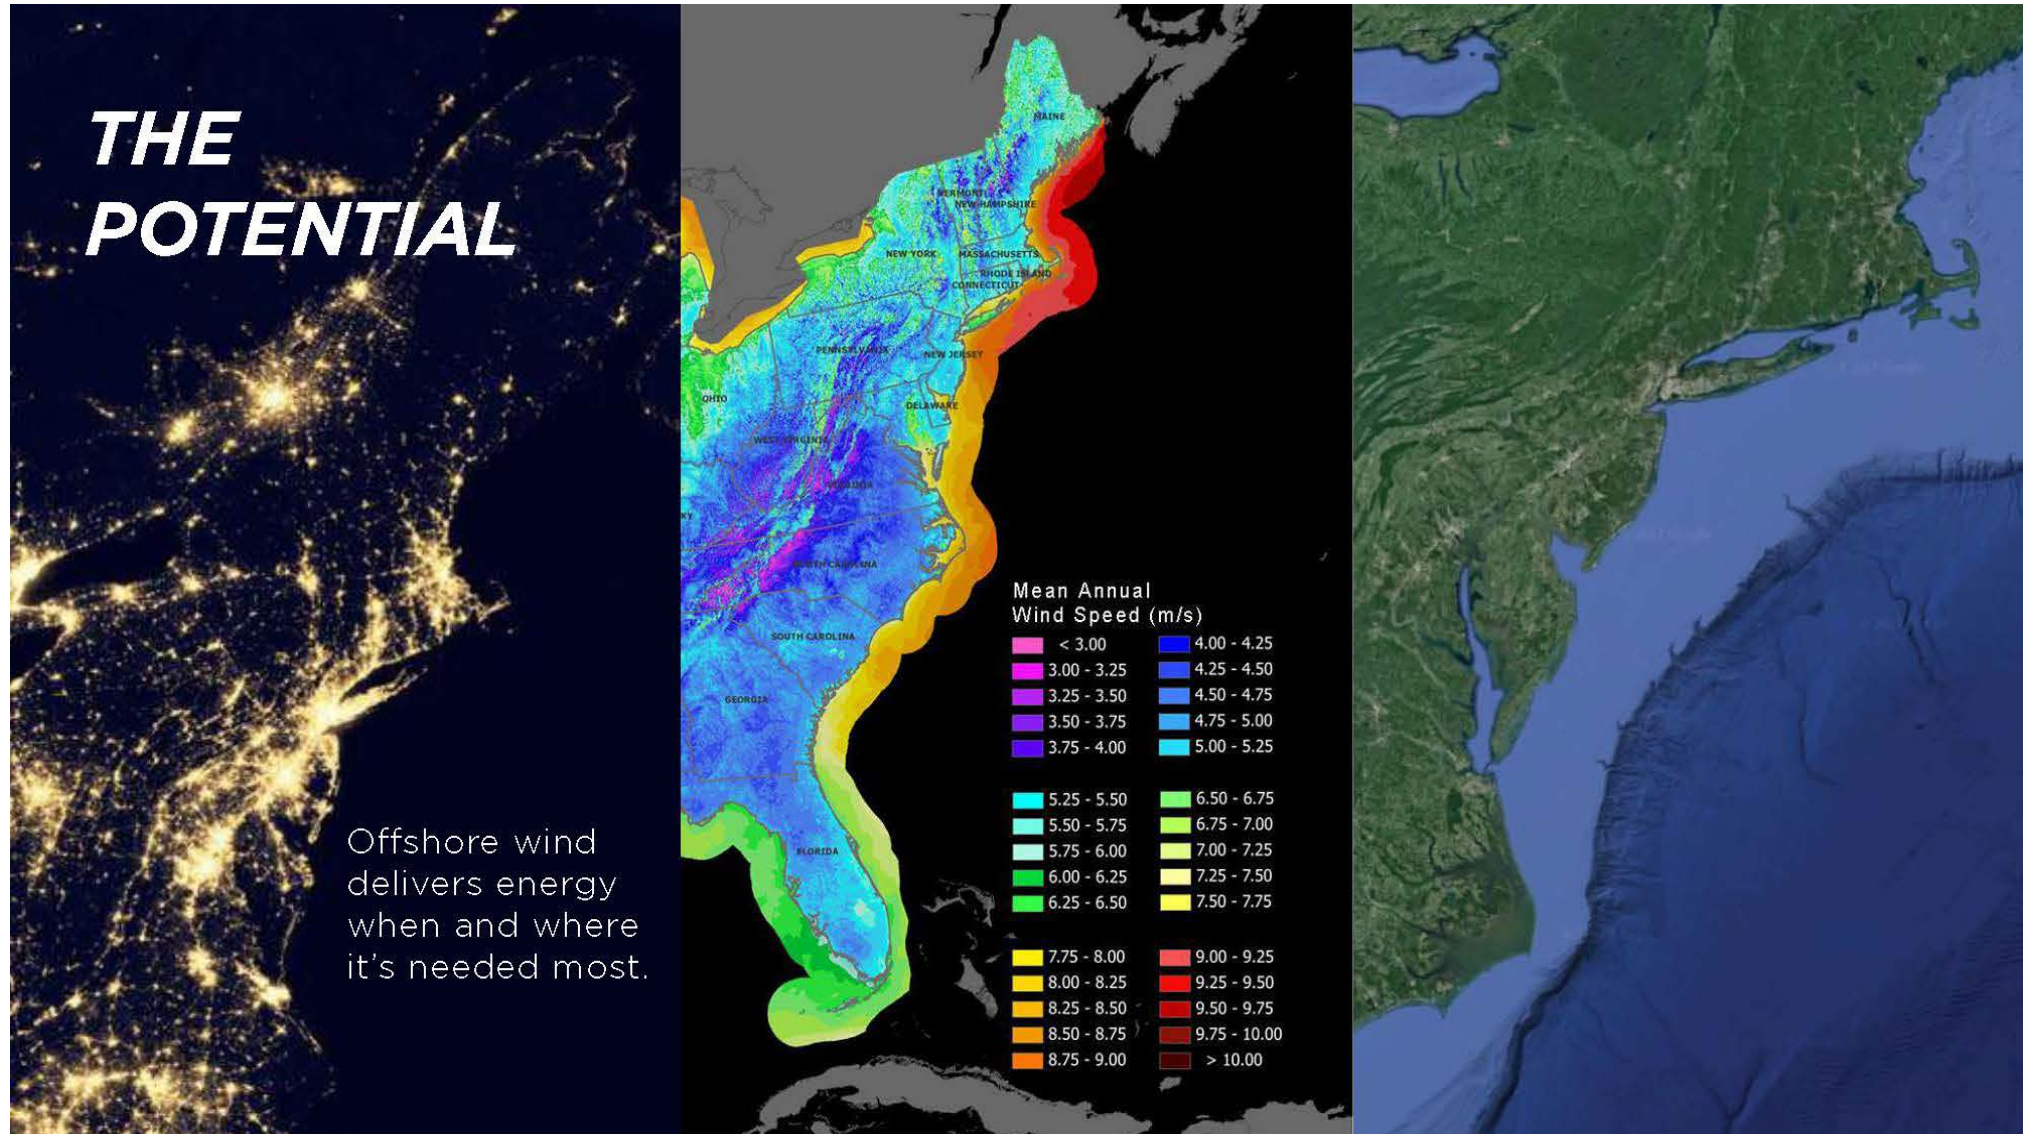 THE
POTENTIAL
Offshore wind
delivers energy
when and where
it's needed most.
MAINE
VERMONT
NEW HAMPSHIRE
NEW YORK
MASSACHUSETTS
RHODE ISLAND
CONNECTICUT
PENNSYLVANIA
NEW JERSEY
OHIO
DELAWARE
WEST VIRGINIA
VIRGINIA
KY
NORTH CAROLINA
SOUTH CAROLINA
GEORGIA
FLORIDA
Mean Annual
Wind Speed (m/s)
< 3.00
3.00 - 3.25
3.25 - 3.50
3.50 - 3.75
3.75 - 4.00
4.00 - 4.25
4.25 - 4.50
4.50 - 4.75
4.75 - 5.00
5.00 - 5.25
5.25 - 5.50
5.50 - 5.75
5.75 - 6.00
6.00 - 6.25
6.25 - 6.50
6.50 - 6.75
6.75 - 7.00
7.00 - 7.25
7.25 - 7.50
7.50 - 7.75
7.75 - 8.00
8.00 - 8.25
8.25 - 8.50
8.50 - 8.75
8.75 - 9.00
9.00 - 9.25
9.25 - 9.50
9.50 - 9.75
9.75 - 10.00
> 10.00